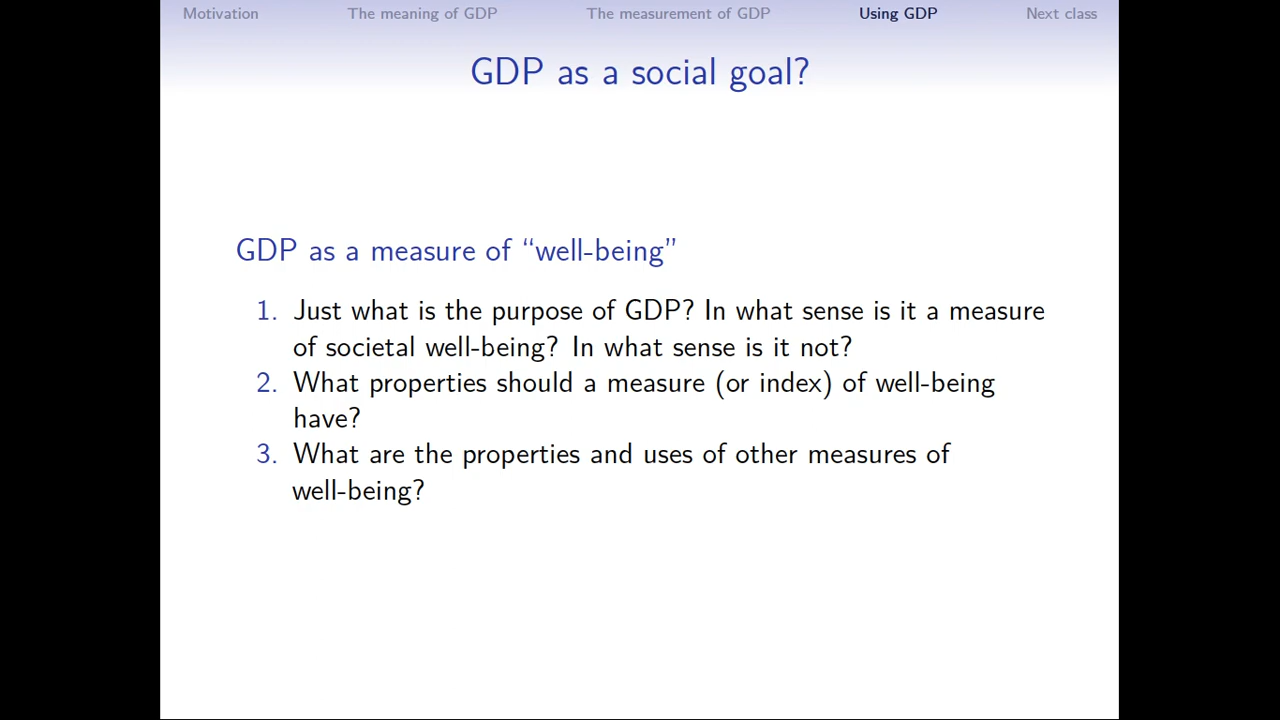 Motivation The meaning of GDP The measurement of GDP Using GDP Next class
GDP as a social goal?
GDP as a measure of “well-being”
1. Just what is the purpose of GDP? In what sense is it a measure
of societal well-being? In what sense is it not?
2. What properties should a measure (or index) of well-being
have?
3. What are the properties and uses of other measures of
well-being?